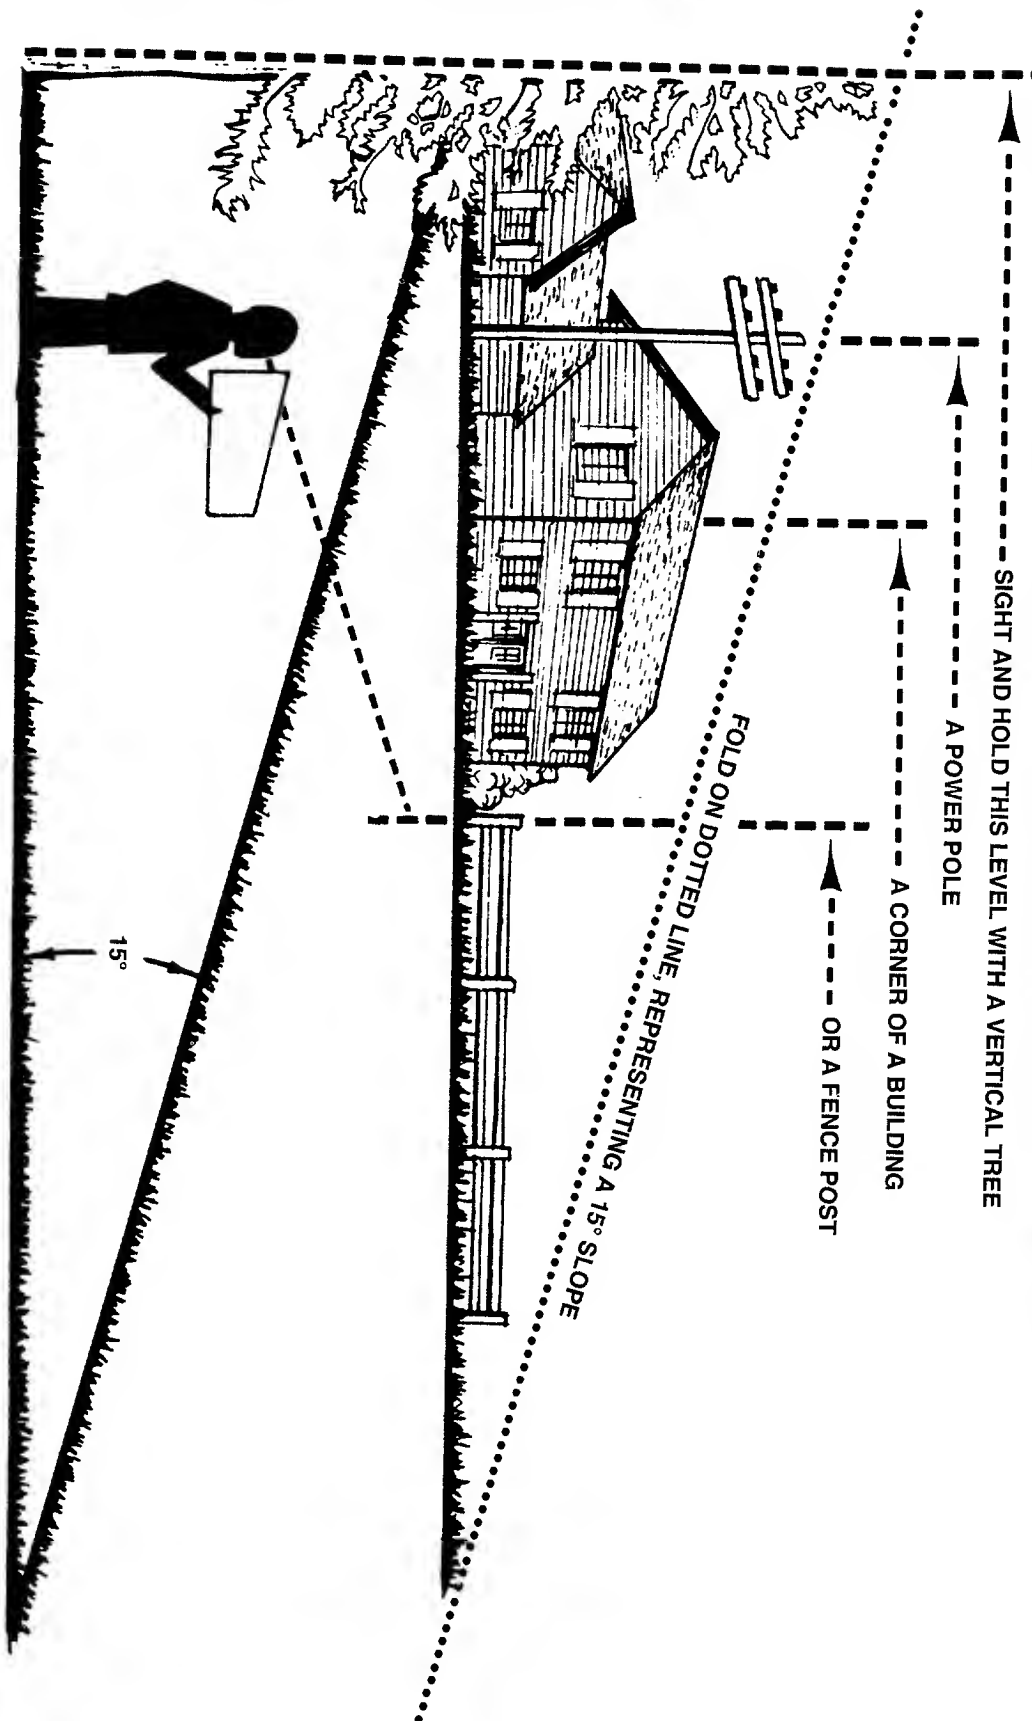 SIGHT AND HOLD THIS LEVEL WITH A VERTICAL TREE
A POWER POLE
A CORNER OF A BUILDING
OR A FENCE POST
FOLD ON DOTTED LINE, REPRESENTING A 15° SLOPE
15°